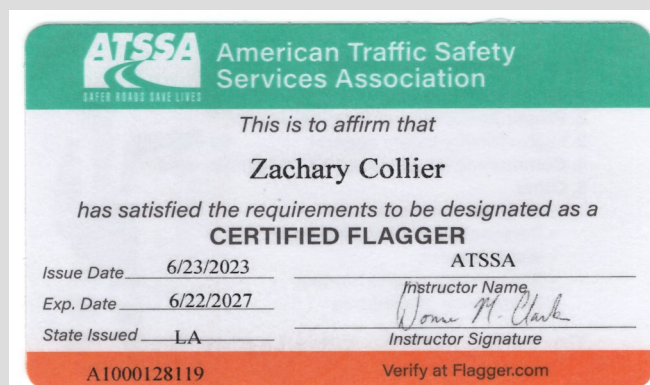 ATSSA
SAFER ROADS SAVE LIVES
American Traffic Safety
Services Association
This is to affirm that
Zachary Collier
has satisfied the requirements to be designated as a
CERTIFIED FLAGGER
Issue Date 6/23/2023
ATSSA
Instructor Name
Exp. Date 6/22/2027
State Issued LA
Instructor Signature
A1000128119
Verify at Flagger.com